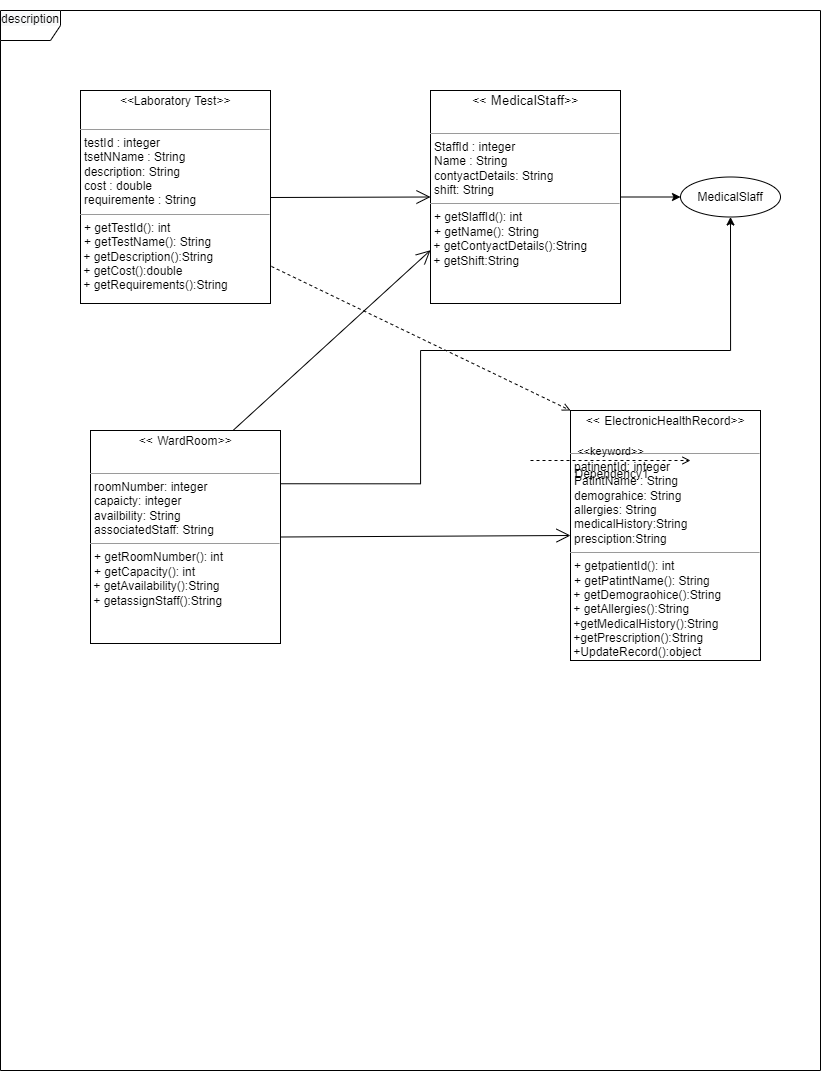 description
<<Laboratory Test>>
testId : integer
tsetNName : String
description: String
cost : double
requiremente : String
+ getTestId(): int
+ getTestName(): String
+ getDescription():String
+ getCost():double
+ getRequirements():String
<< MedicalStaff>>
StaffId : integer
Name : String
contyactDetails: String
shift: String
+ getSlaffId(): int
+ getName(): String
+ getContyactDetails():String
+ getShift:String
MedicalSlaff
<< WardRoom>>
roomNumber: integer
capaicty: integer
availbility: String
associatedStaff: String
+ getRoomNumber(): int
+ getCapacity(): int
+ getAvailability():String
+ getassignStaff():String
<< ElectronicHealthRecord>>
<<keyword>>
patinentId: integer
Dependency1
PatintName : String
demograhice: String
allergies: String
medicalHistory:String
presciption:String
+ getpatientId(): int
+ getPatintName(): String
+ getDemograohice():String
+ getAllergies():String
+getMedicalHistory():String
+getPrescription():String
+UpdateRecord():object